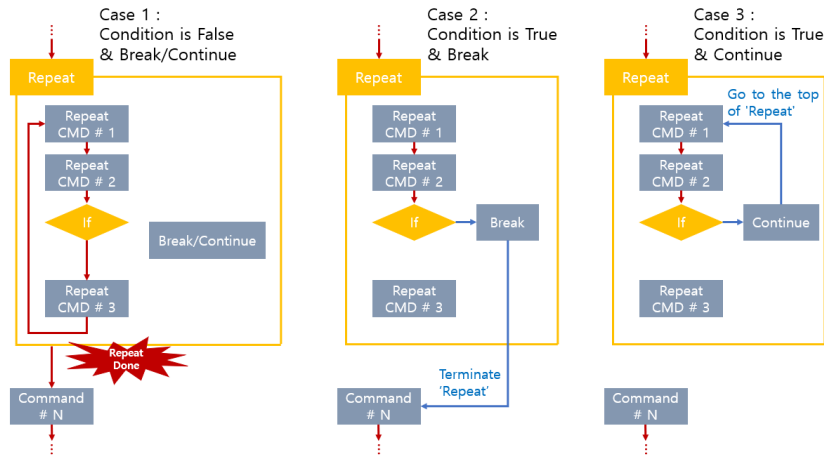 Case 1 :
Condition is False
& Break/Continue
Repeat
Repeat
CMD # 1
Repeat
CMD # 2
If
Break/Continue
Repeat
CMD # 3
Repeat
Done
Command
# N
Case 2 :
Condition is True
& Break
Repeat
Repeat
CMD # 1
Repeat
CMD # 2
If
Break
Repeat
CMD # 3
Terminate
'Repeat'
Command
# N
Case 3 :
Condition is True
& Continue
Repeat
Go to the top
of 'Repeat'
Repeat
CMD # 1
Repeat
CMD # 2
If
Continue
Repeat
CMD # 3
Command
# N